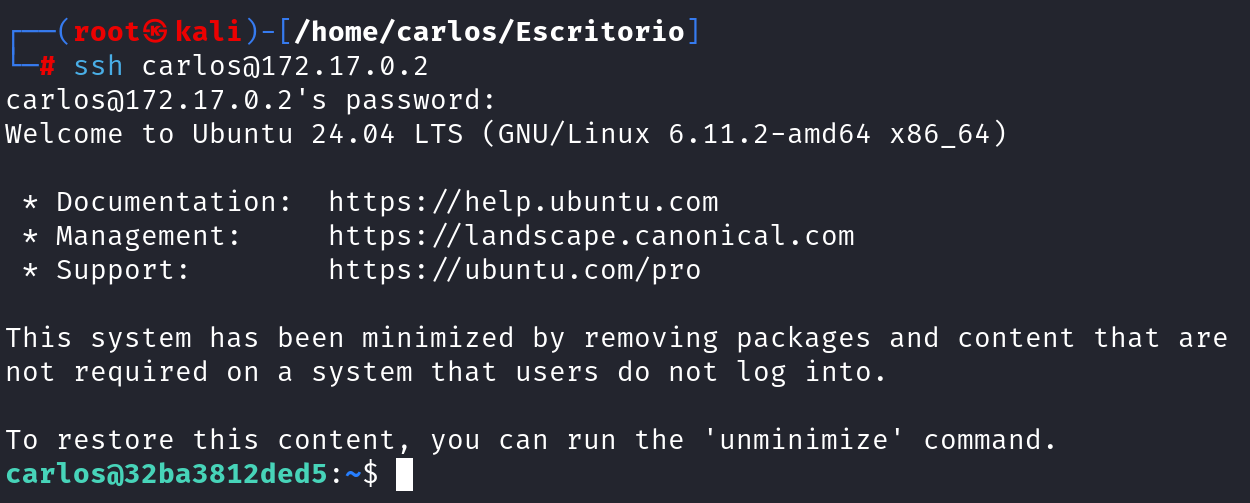 ┌──(root㉿kali)-[/home/carlos/Escritorio]
└─# ssh carlos@172.17.0.2
carlos@172.17.0.2's password:
Welcome to Ubuntu 24.04 LTS (GNU/Linux 6.11.2-amd64 x86_64)

 * Documentation:  https://help.ubuntu.com
 * Management:     https://landscape.canonical.com
 * Support:        https://ubuntu.com/pro

This system has been minimized by removing packages and content that are
not required on a system that users do not log into.

To restore this content, you can run the 'unminimize' command.
carlos@32ba3812ded5:~$